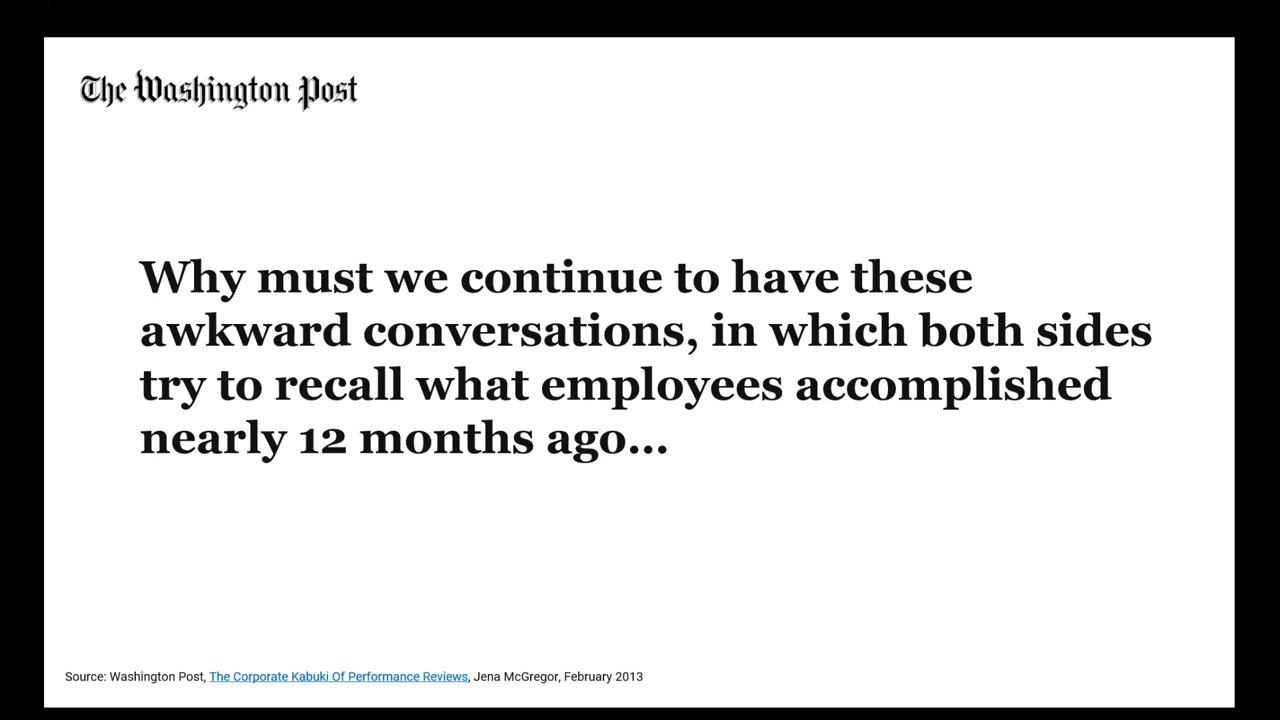 The Washington Post
Why must we continue to have these
awkward conversations, in which both sides
try to recall what employees accomplished
nearly 12 months ago...
Source: Washington Post, The Corporate Kabuki Of Performance Reviews, Jena McGregor, February 2013